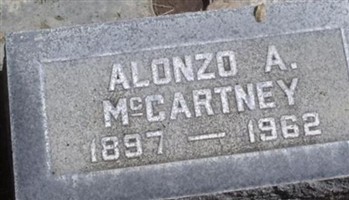 ALONZO A.
McCARTNEY
1897 — 1962